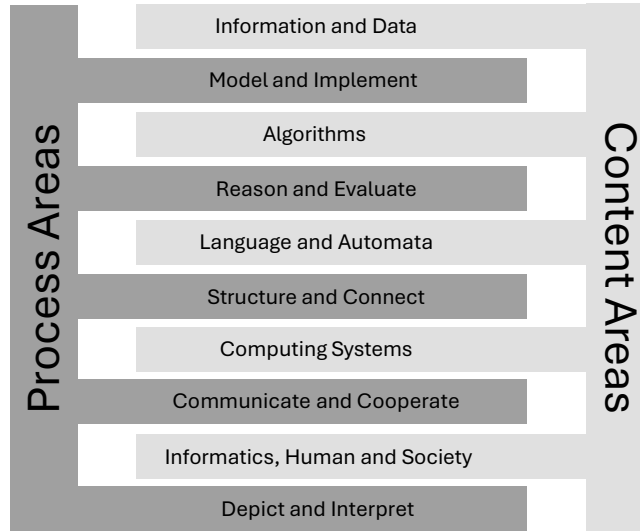 Process Areas
Information and Data
Model and Implement
Algorithms
Reason and Evaluate
Language and Automata
Structure and Connect
Computing Systems
Communicate and Cooperate
Informatics, Human and Society
Depict and Interpret
Content Areas